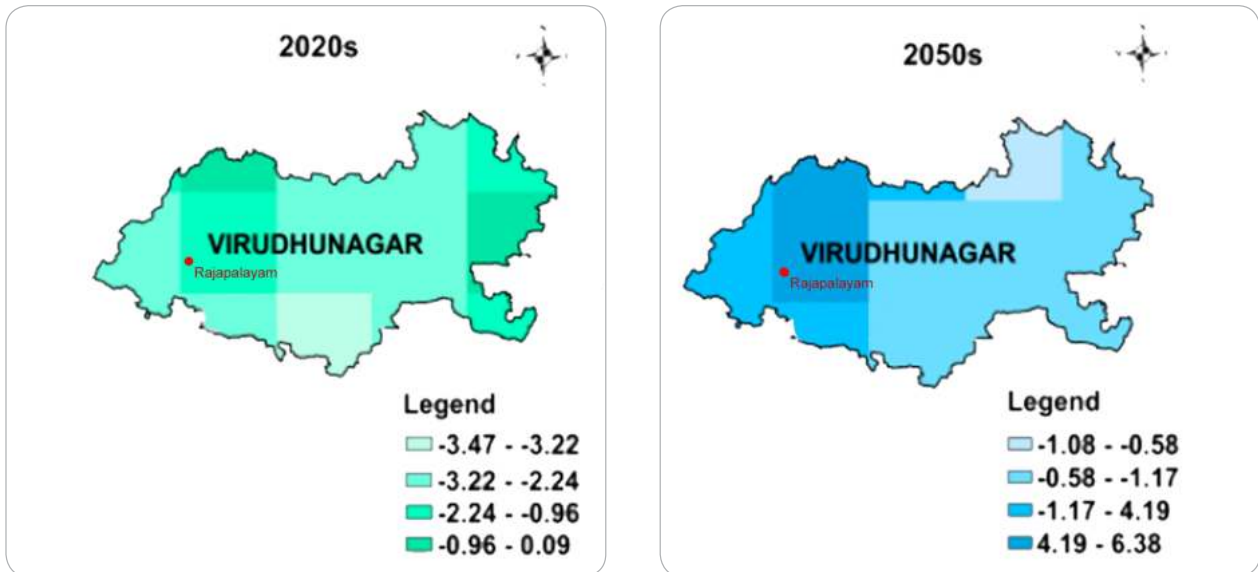 2020s
VIRUDHUNAGAR
Rajapalayam
Legend
-3.47 - -3.22
-3.22 - -2.24
-2.24 - -0.96
-0.96 - 0.09
2050s
VIRUDHUNAGAR
Rajapalayam
Legend
-1.08 - -0.58
-0.58 - -1.17
-1.17 - 4.19
4.19 - 6.38